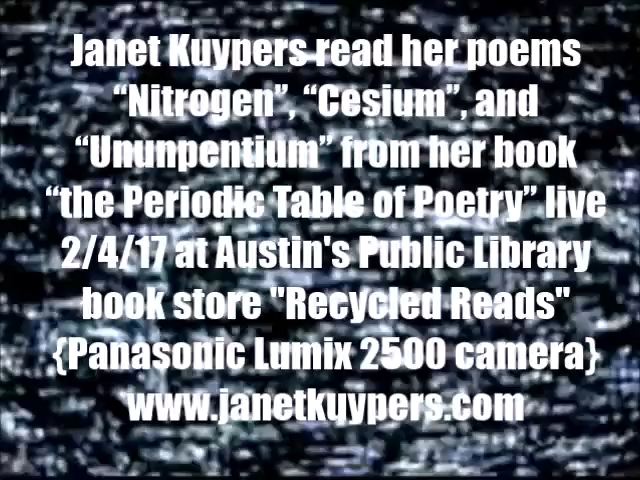 Janet Kuypers read her poems
“Nitrogen”, “Cesium”, and
“Ununpentium” from her book
“the Periodic Table of Poetry” live
2/4/17 at Austin's Public Library
book store "Recycled Reads"
{Panasonic Lumix 2500 camera}
www.janetkuypers.com